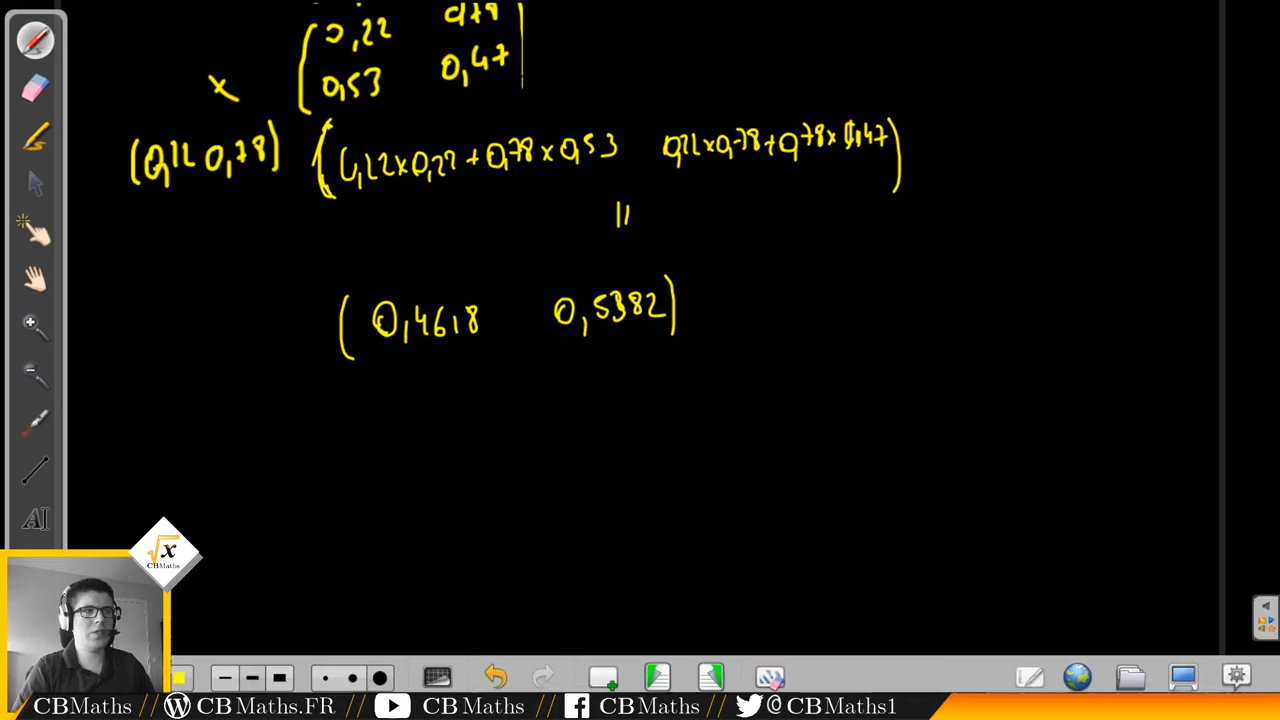 0,22 0,78
0,53 0,47
×
(0,22 0,78) (0,22×0,22+0,78×0,53 0,22×0,78+0,78×0,47)
=
(0,4618 0,5382)
AI
√x
CBMaths
CBMaths CBMaths.FR CBMaths CBMaths @CBMaths1